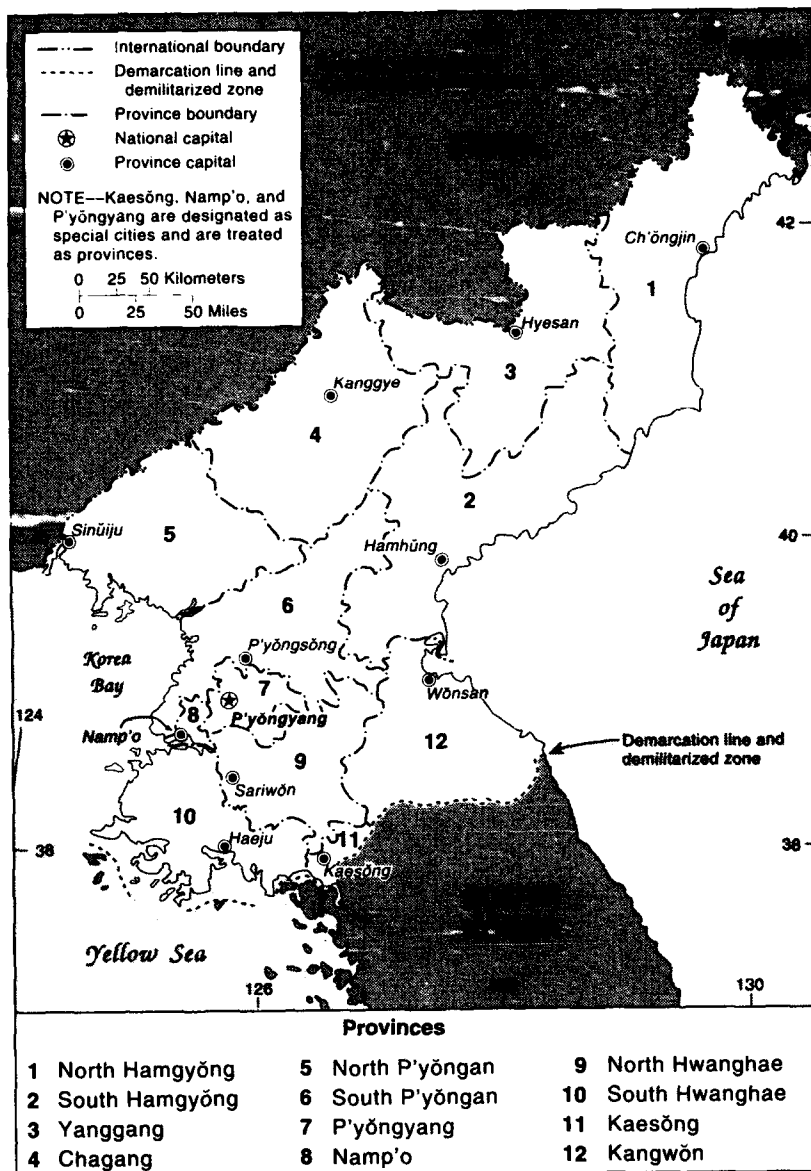 International boundary
Demarcation line and
demilitarized zone
Province boundary
National capital
Province capital
NOTE--Kaesŏng, Namp'o, and
P'yŏngyang are designated as
special cities and are treated
as provinces.
0 25 50 Kilometers
0 25 50 Miles
42
Ch'ŏngjin
1
Hyesan
3
Kanggye
4
2
5
Sinŭiju
Hamhŭng
40
Sea
of
Japan
6
P'yŏngsŏng
Korea
Bay
7
Wŏnsan
8
P'yŏngyang
124
Namp'o
12
Demarcation line and
demilitarized zone
9
Sariwŏn
10
Haeju
11
38
38
Kaesŏng
Yellow Sea
126
130
Provinces
1 North Hamgyŏng
2 South Hamgyŏng
3 Yanggang
4 Chagang
5 North P'yŏngan
6 South P'yŏngan
7 P'yŏngyang
8 Namp'o
9 North Hwanghae
10 South Hwanghae
11 Kaesŏng
12 Kangwŏn